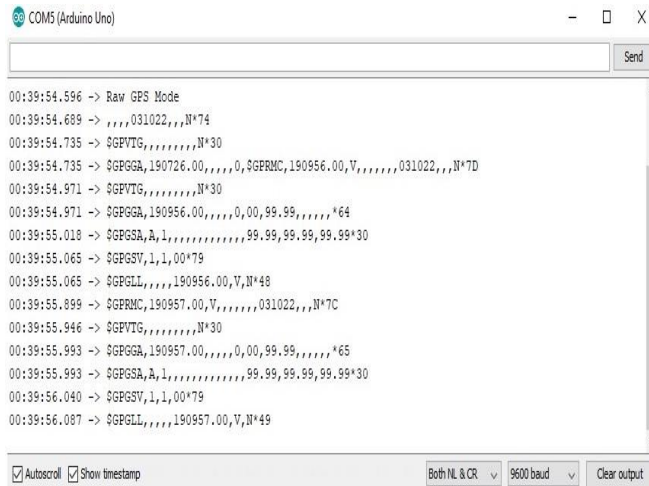 COM5 (Arduino Uno)
Send
00:39:54.596 -> Raw GPS Mode
00:39:54.689 -> ,,,,031022,,,N*74
00:39:54.735 -> $GPVTG,,,,,,,,,N*30
00:39:54.735 -> $GPGGA,190726.00,,,,,0,$GPRMC,190956.00,V,,,,,,,031022,,,N*7D
00:39:54.971 -> $GPVTG,,,,,,,,,N*30
00:39:54.971 -> $GPGGA,190956.00,,,,,0,00,99.99,,,,,,*64
00:39:55.018 -> $GPGSA,A,1,,,,,,,,,,,,,99.99,99.99,99.99*30
00:39:55.065 -> $GPGSV,1,1,00*79
00:39:55.065 -> $GPGLL,,,,,190956.00,V,N*48
00:39:55.899 -> $GPRMC,190957.00,V,,,,,,,031022,,,N*7C
00:39:55.946 -> $GPVTG,,,,,,,,,N*30
00:39:55.993 -> $GPGGA,190957.00,,,,,0,00,99.99,,,,,,*65
00:39:55.993 -> $GPGSA,A,1,,,,,,,,,,,,,99.99,99.99,99.99*30
00:39:56.040 -> $GPGSV,1,1,00*79
00:39:56.087 -> $GPGLL,,,,,190957.00,V,N*49
Autoscroll Show timestamp Both NL & CR 9600 baud Clear output